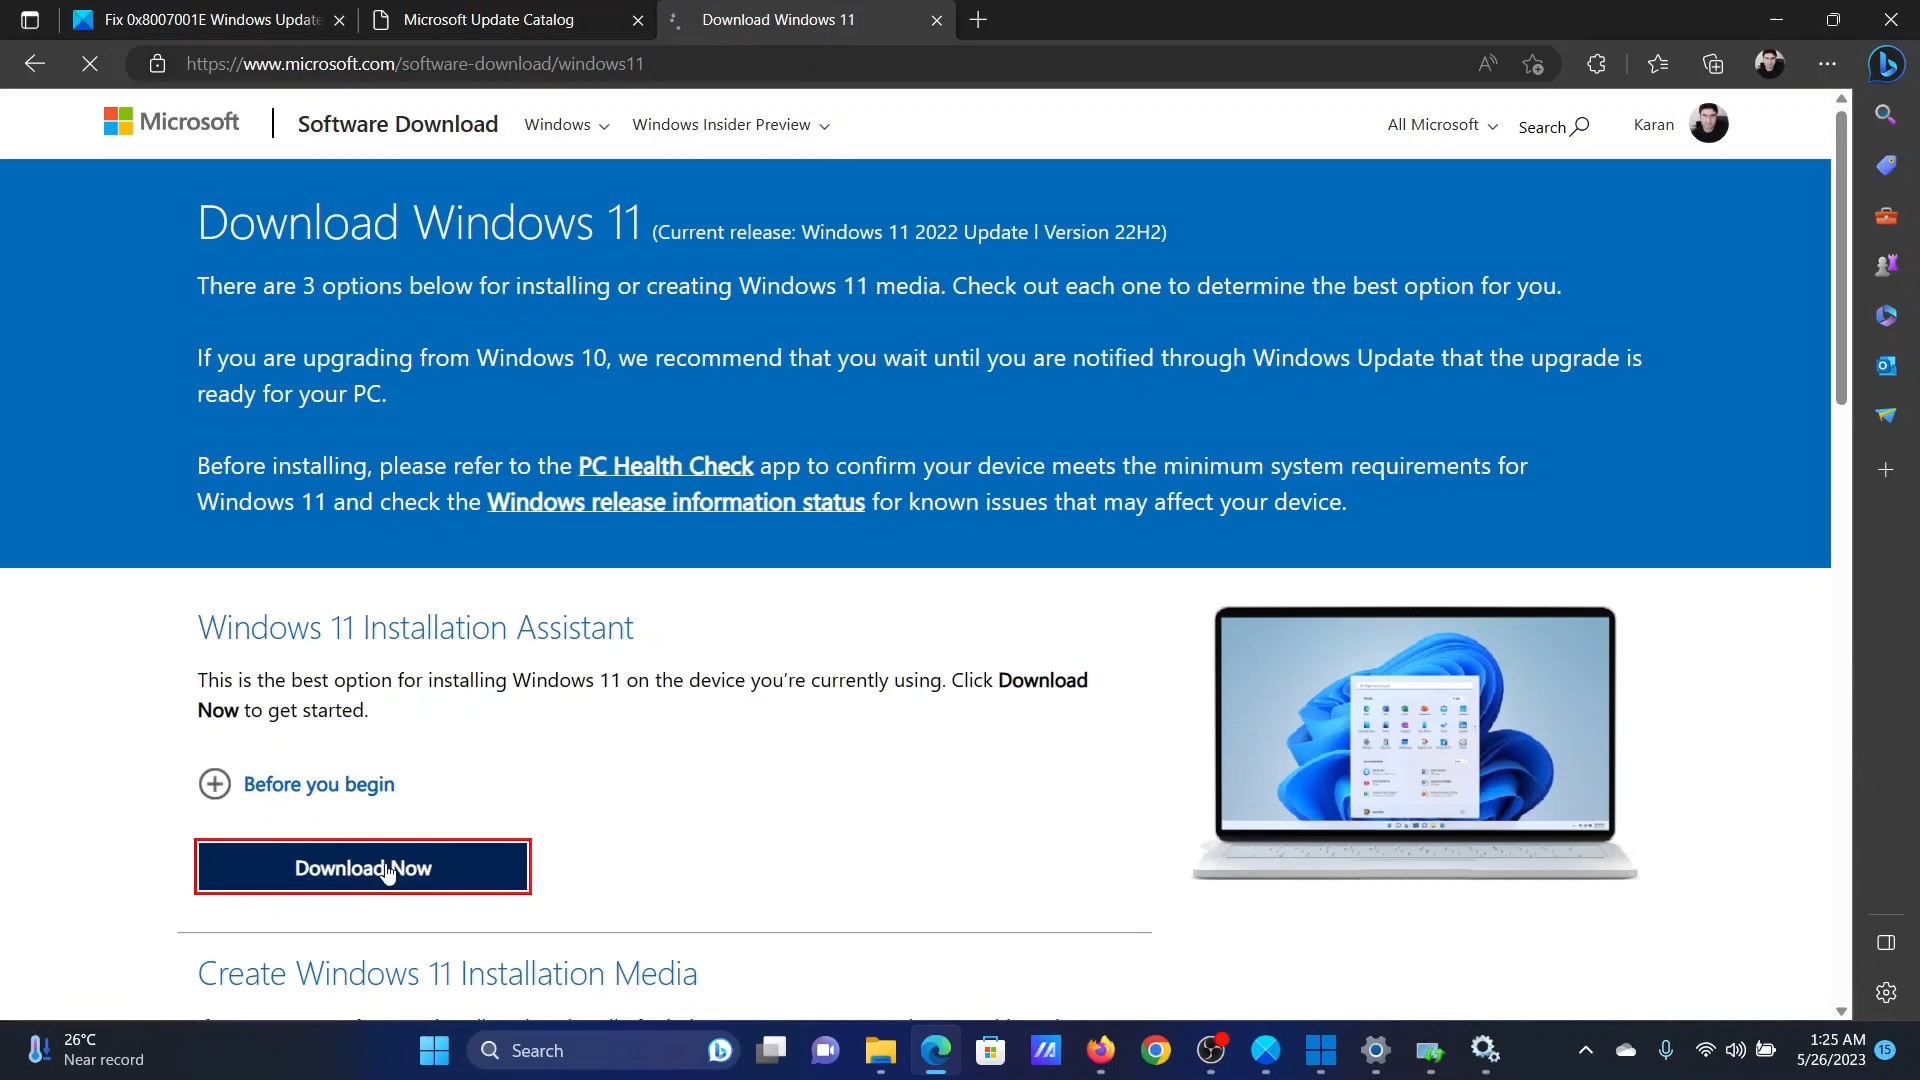 Fix 0x8007001E Windows Update
Microsoft Update Catalog
Download Windows 11
https://www.microsoft.com/software-download/windows11
Microsoft
Software Download
Windows
Windows Insider Preview
All Microsoft
Search
Karan
Download Windows 11 (Current release: Windows 11 2022 Update | Version 22H2)
There are 3 options below for installing or creating Windows 11 media. Check out each one to determine the best option for you.
If you are upgrading from Windows 10, we recommend that you wait until you are notified through Windows Update that the upgrade is
ready for your PC.
Before installing, please refer to the PC Health Check app to confirm your device meets the minimum system requirements for
Windows 11 and check the Windows release information status for known issues that may affect your device.
Windows 11 Installation Assistant
This is the best option for installing Windows 11 on the device you're currently using. Click Download
Now to get started.
Before you begin
Download Now
Create Windows 11 Installation Media
26°C
Near record
Search
1:25 AM
5/26/2023
15